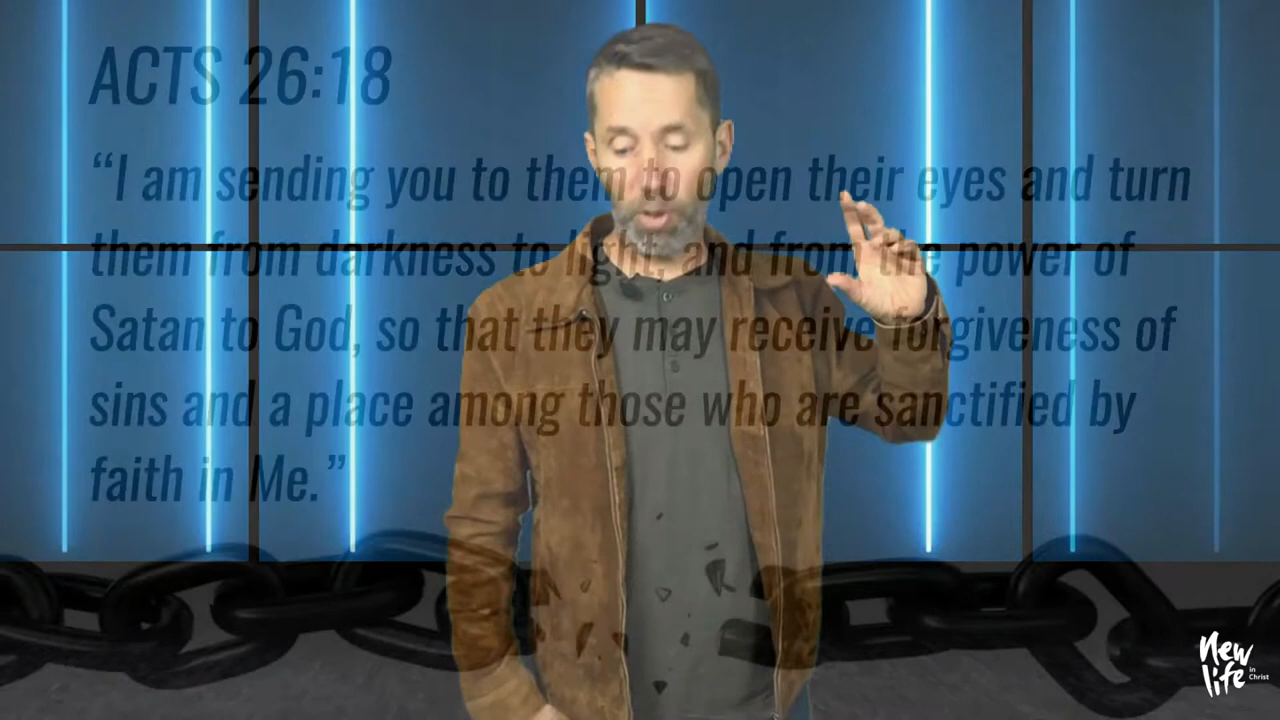 ACTS 26:18
“I am sending you to them to open their eyes and turn
them from darkness to light, and from the power of
Satan to God, so that they may receive forgiveness of
sins and a place among those who are sanctified by
faith in Me.”
New
life
in
Christ